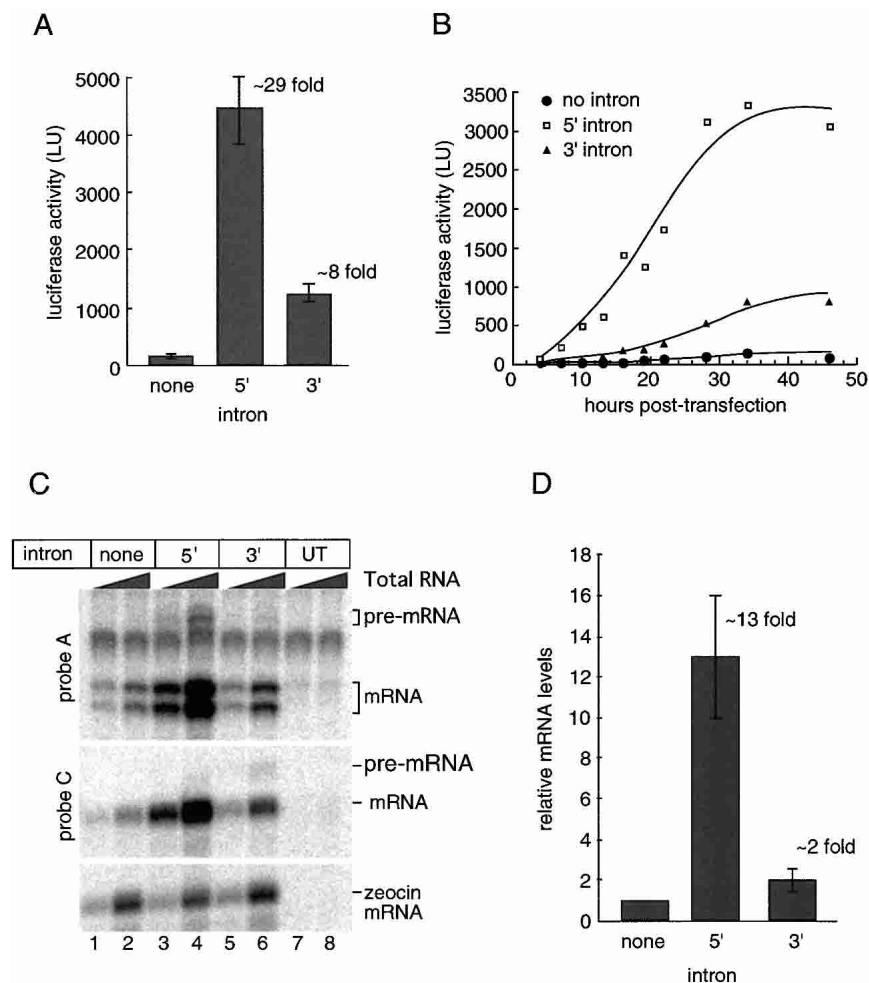 A
luciferase activity (LU)
5000
4000
3000
2000
1000
0
~29 fold
~8 fold
none 5' 3'
intron
B
luciferase activity (LU)
3500
3000
2500
2000
1500
1000
500
0
no intron
5' intron
3' intron
0 10 20 30 40 50
hours post-transfection
C
intron none 5' 3' UT
Total RNA
probe A
pre-mRNA
mRNA
probe C
pre-mRNA
mRNA
zeocin
mRNA
1 2 3 4 5 6 7 8
D
relative mRNA levels
18
16
14
12
10
8
6
4
2
0
~13 fold
~2 fold
none 5' 3'
intron